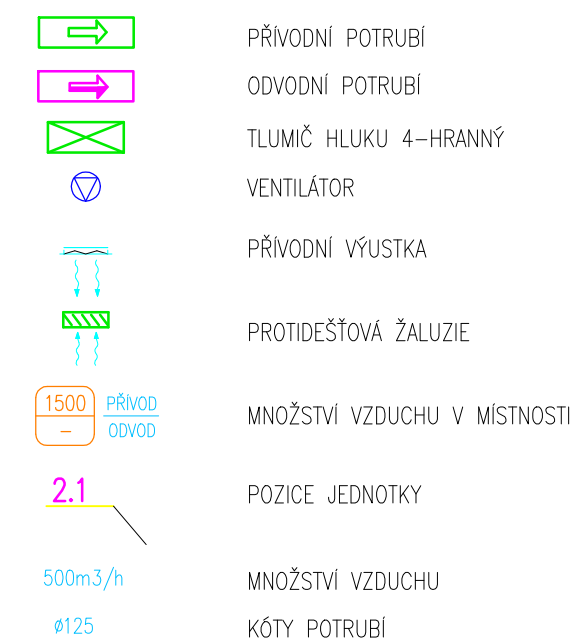 PŘÍVODNÍ POTRUBÍ
ODVODNÍ POTRUBÍ
TLUMIČ HLUKU 4-HRANNÝ
VENTILÁTOR
PŘÍVODNÍ VÝUSTKA
PROTIDEŠŤOVÁ ŽALUZIE
1500 PŘÍVOD
– ODVOD
MNOŽSTVÍ VZDUCHU V MÍSTNOSTI
2.1 POZICE JEDNOTKY
500m3/h MNOŽSTVÍ VZDUCHU
ø125 KÓTY POTRUBÍ